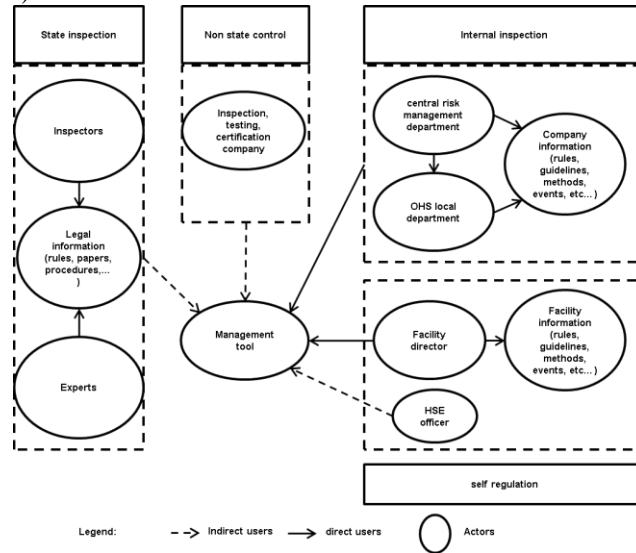 )
State inspection
Non state control
Internal inspection
Inspectors
Inspection,
testing,
certification
company
central risk
management
department
Company
information
(rules,
guidelines,
methods,
events, etc... )
OHS local
department
Legal
information
(rules, papers,
procedures,...
)
Management
tool
Facility
director
Facility
information
(rules,
guidelines,
methods,
events, etc... )
Experts
HSE
officer
self regulation
Legend:
Indirect users
direct users
Actors